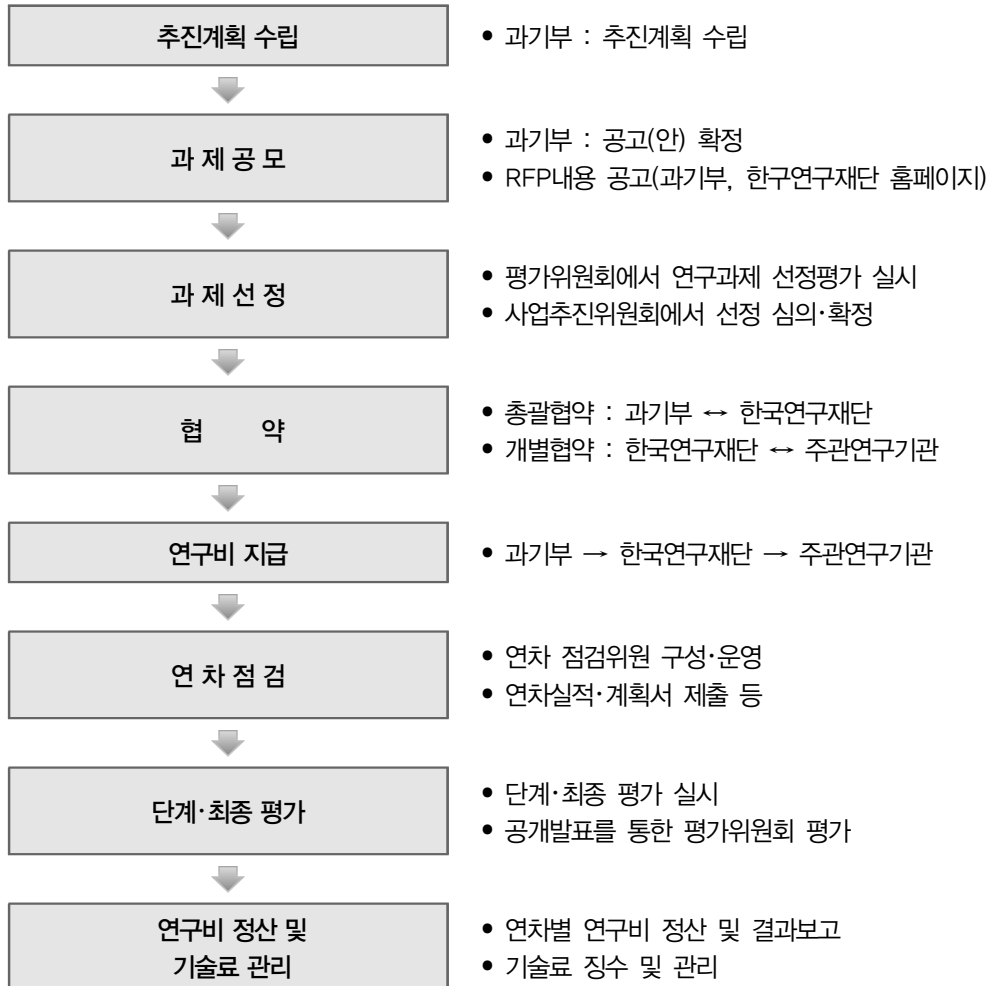 추진계획 수립
• 과기부 : 추진계획 수립
과 제 공 모
• 과기부 : 공고(안) 확정
• RFP내용 공고(과기부, 한구연구재단 홈페이지)
과 제 선 정
• 평가위원회에서 연구과제 선정평가 실시
• 사업추진위원회에서 선정 심의·확정
협 약
• 총괄협약 : 과기부 ↔ 한국연구재단
• 개별협약 : 한국연구재단 ↔ 주관연구기관
연구비 지급
• 과기부 → 한국연구재단 → 주관연구기관
연 차 점 검
• 연차 점검위원 구성·운영
• 연차실적·계획서 제출 등
단계·최종 평가
• 단계·최종 평가 실시
• 공개발표를 통한 평가위원회 평가
연구비 정산 및
기술료 관리
• 연차별 연구비 정산 및 결과보고
• 기술료 징수 및 관리